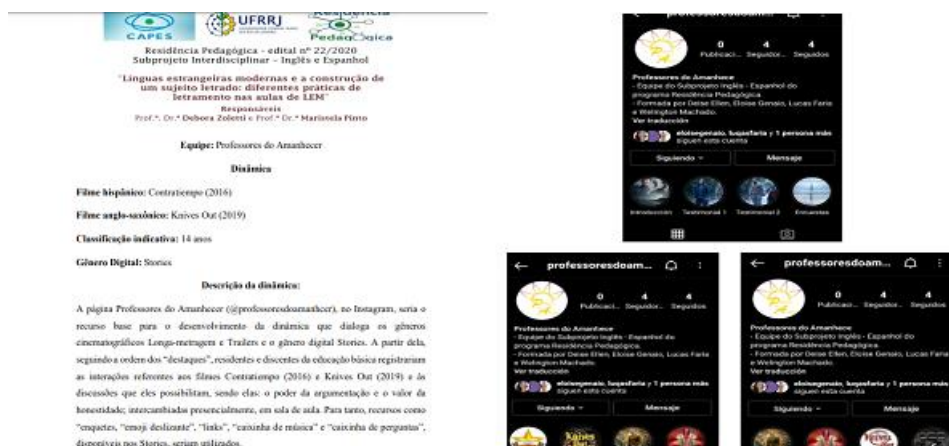 CAPES
UFRRJ
Residência
Pedagógica
Residência Pedagógica - edital nº 22/2020
Subprojeto Interdisciplinar - Inglês e Espanhol
"Línguas estrangeiras modernas e a construção de
um sujeito letrado: diferentes práticas de
letramento nas aulas de LEM"
Responsáveis
Prof.ª. Dr.ª Debora Zoletti e Prof.ª Dr.ª Maristela Pinto
Equipe: Professores do Amanhecer
Dinâmica
Filme hispânico: Contratiempo (2016)
Filme anglo-saxônico: Knives Out (2019)
Classificação indicativa: 14 anos
Gênero Digital: Stories
Descrição da dinâmica:
A página Professores do Amanhecer (@professoresdoamanhcer), no Instagram, seria o
recurso base para o desenvolvimento da dinâmica que dialoga os gêneros
cinematográficos Longa-metragem e Trailers e o gênero digital Stories. A partir dela,
seguindo a ordem dos "destaques", residentes e discentes da educação básica registrariam
as interações referentes aos filmes Contratiempo (2016) e Knives Out (2019) e às
discussões que eles possibilitam, sendo elas: o poder da argumentação e o valor da
honestidade; intercambiadas presencialmente, em sala de aula. Para tanto, recursos como
"enquetes, "emoji deslizante", "links", "caixinha de música" e "caixinha de perguntas",
disponíveis nos Stories, seriam utilizados.
professoresdoam...
0 4 4
Publicaci... Seguidor... Seguidos
Professores do Amanhece
- Equipe do Subprojeto Inglês - Espanhol do
programa Residência Pedagógica.
- Formada por Deise Ellen, Eloise Genaio, Lucas Faria
e Welington Machado.
Ver traducción
eloisegenaio, luqasfaria y 1 persona más
siguen esta cuenta
Siguiendo Mensaje
Introducción Testimonial 1 Testimonial 2 Encuestas
professoresdoam...
0 4 4
Publicaci... Seguidor... Seguidos
Professores do Amanhece
- Equipe do Subprojeto Inglês - Espanhol do
programa Residência Pedagógica.
- Formada por Deise Ellen, Eloise Genaio, Lucas Faria
e Welington Machado.
Ver traducción
eloisegenaio, luqasfaria y 1 persona más
siguen esta cuenta
Siguiendo Mensaje
Knives
professoresdoam...
0 4 4
Publicaci... Seguidor... Seguidos
Professores do Amanhece
- Equipe do Subprojeto Inglês - Espanhol do
programa Residência Pedagógica.
- Formada por Deise Ellen, Eloise Genaio, Lucas Faria
e Welington Machado.
Ver traducción
eloisegenaio, luqasfaria y 1 persona más
siguen esta cuenta
Siguiendo Mensaje